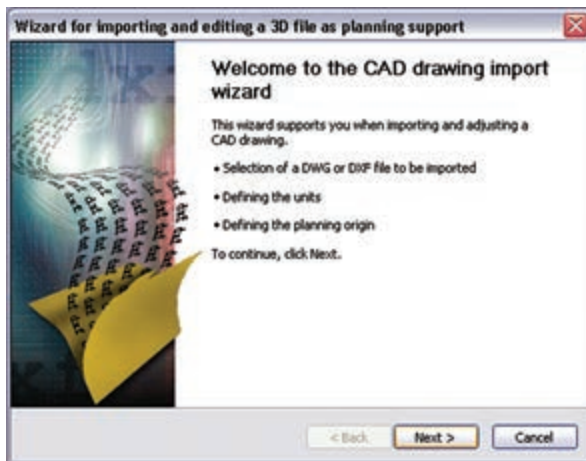 Wizard for importing and editing a 3D file as planning support
Welcome to the CAD drawing import
wizard
This wizard supports you when importing and adjusting a
CAD drawing.
• Selection of a DWG or DXF file to be imported
• Defining the units
• Defining the planning origin
To continue, click Next.
< Back
Next >
Cancel